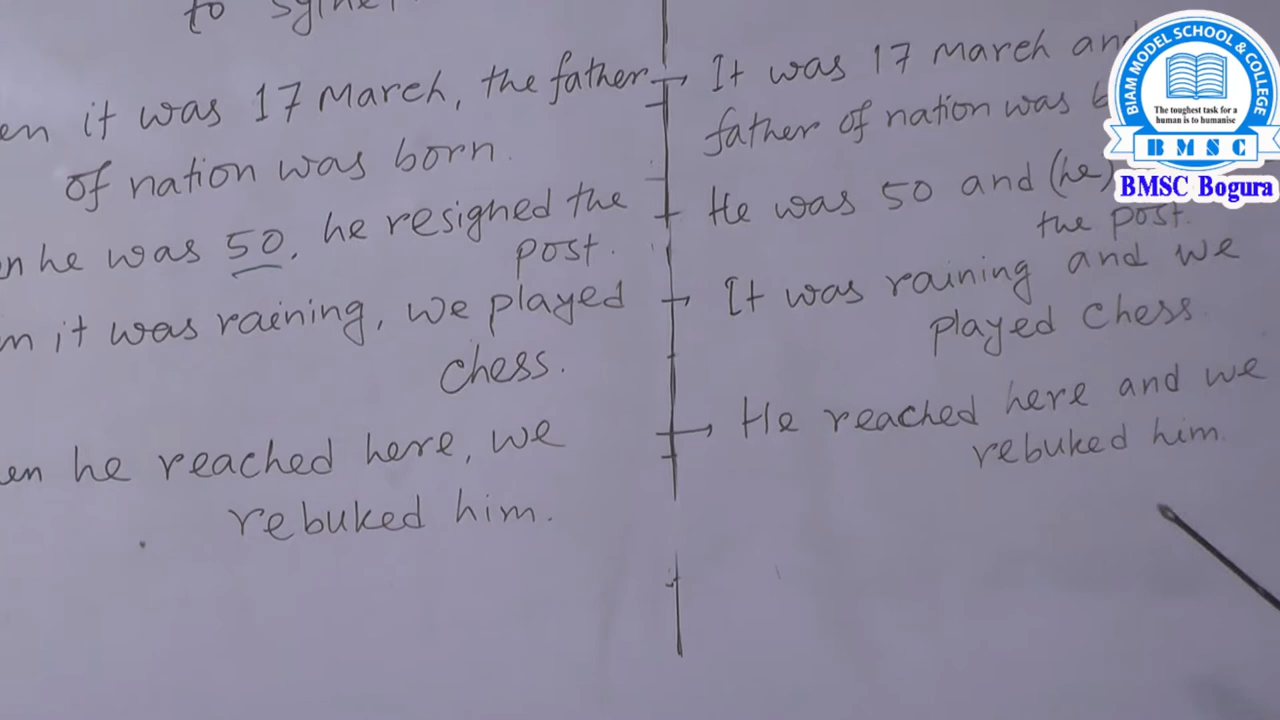 to
en it was 17 March, the father
of nation was born.
n he was 50, he resigned the
post.
n it was raining, we played
chess.
en he reached here, we
rebuked him.
It was 17 March and
father of nation was
He was 50 and (he)
the post.
It was raining and we
played chess.
He reached here and we
rebuked him.
BIAM MODEL SCHOOL & COLLEGE
The toughest task for a
human is to humanise
BMSC
BMSC Bogura